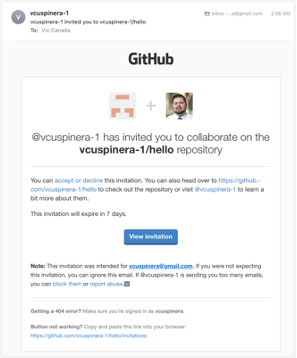 vcuspinera-1
inbox - ...a@gmail.com
2:06 AM
V
vcuspinera-1 invited you to vcuspinera-1/hello
To: Vic Canada
GitHub
+
@vcuspinera-1 has invited you to collaborate on the
vcuspinera-1/hello repository
You can accept or decline this invitation. You can also head over to https://github.-
com/vcuspinera-1/hello to check out the repository or visit @vcuspinera-1 to learn a
bit more about them.
This invitation will expire in 7 days.
View invitation
Note: This invitation was intended for vcuspinera@gmail.com. If you were not expecting
this invitation, you can ignore this email. If @vcuspinera-1 is sending you too many emails,
you can block them or report abuse.
Getting a 404 error? Make sure you're signed in as vcuspinera.
Button not working? Copy and paste this link into your browser:
https://github.com/vcuspinera-1/hello/invitations